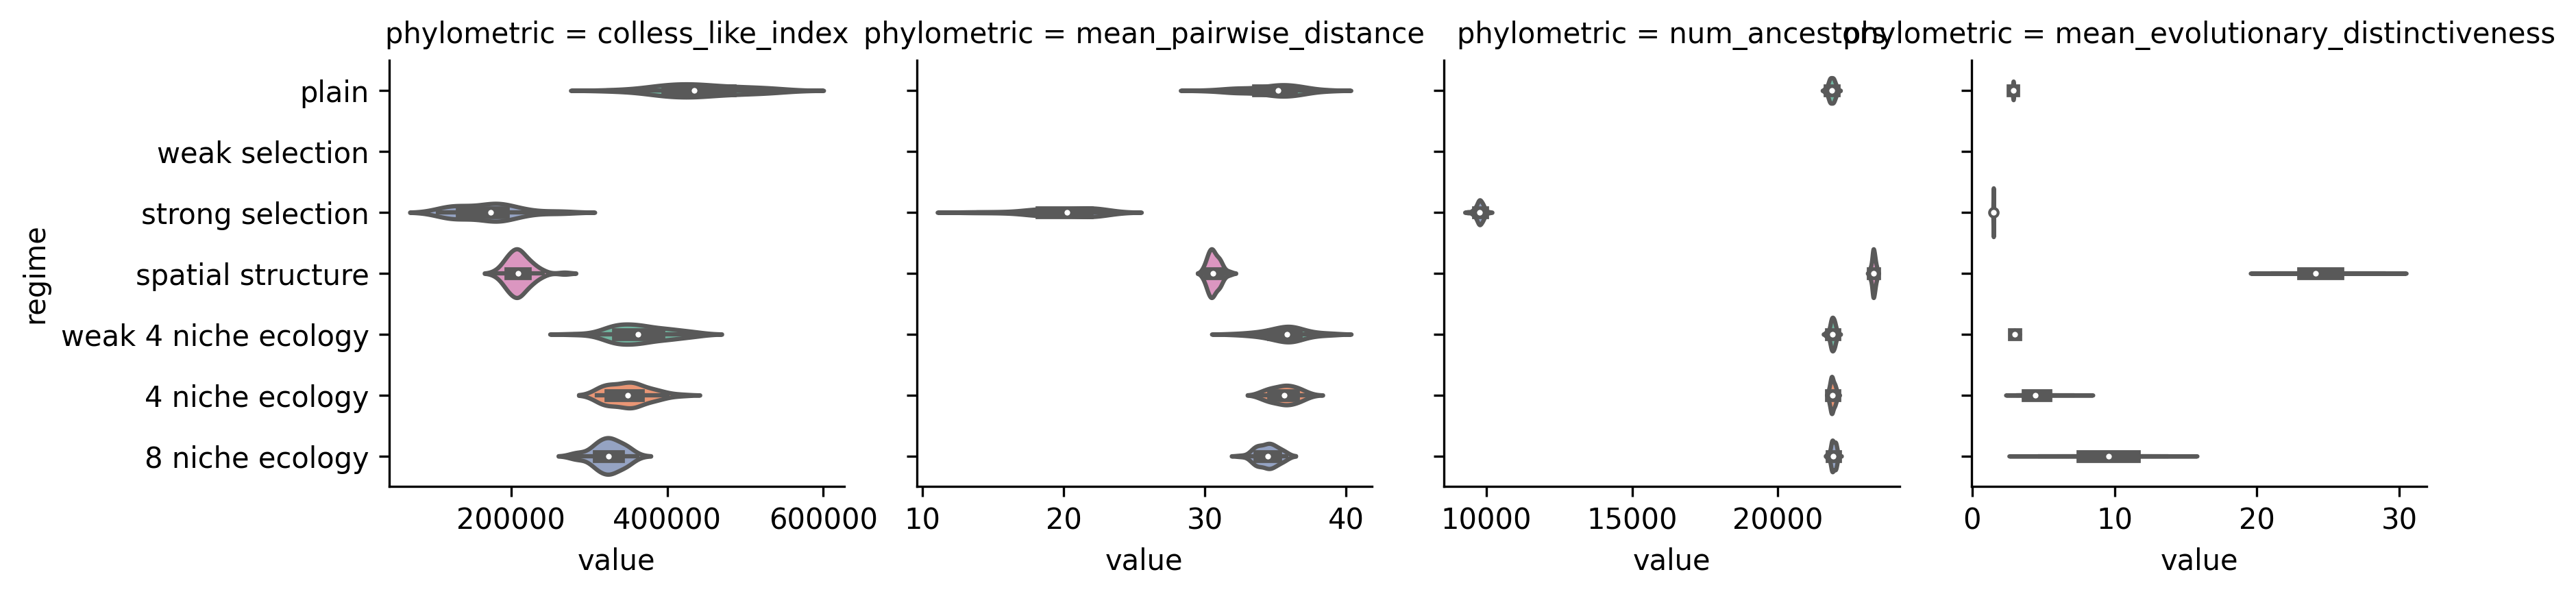 phylometric = colless_like_index
phylometric = mean_pairwise_distance
phylometric = num_ancestors
phylometric = mean_evolutionary_distinctiveness
regime
plain
weak selection
strong selection
spatial structure
weak 4 niche ecology
4 niche ecology
8 niche ecology
200000 400000 600000
10 20 30 40
10000 15000 20000
0 10 20 30
value
value
value
value